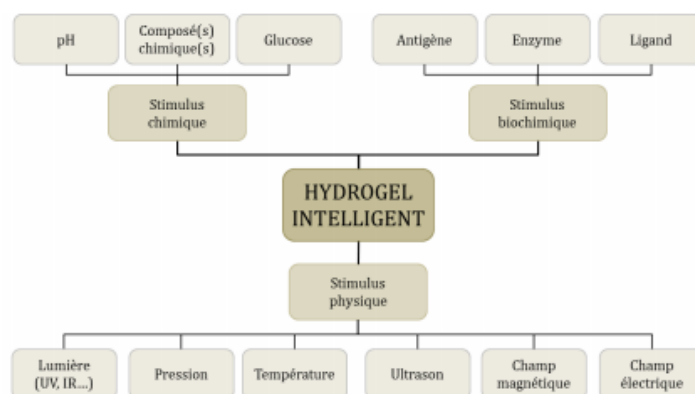 pH
Composé(s)
chimique(s)
Glucose
Antigène
Enzyme
Ligand
Stimulus
chimique
Stimulus
biochimique
HYDROGEL
INTELLIGENT
Stimulus
physique
Lumière
(UV, IR...)
Pression
Température
Ultrason
Champ
magnétique
Champ
électrique